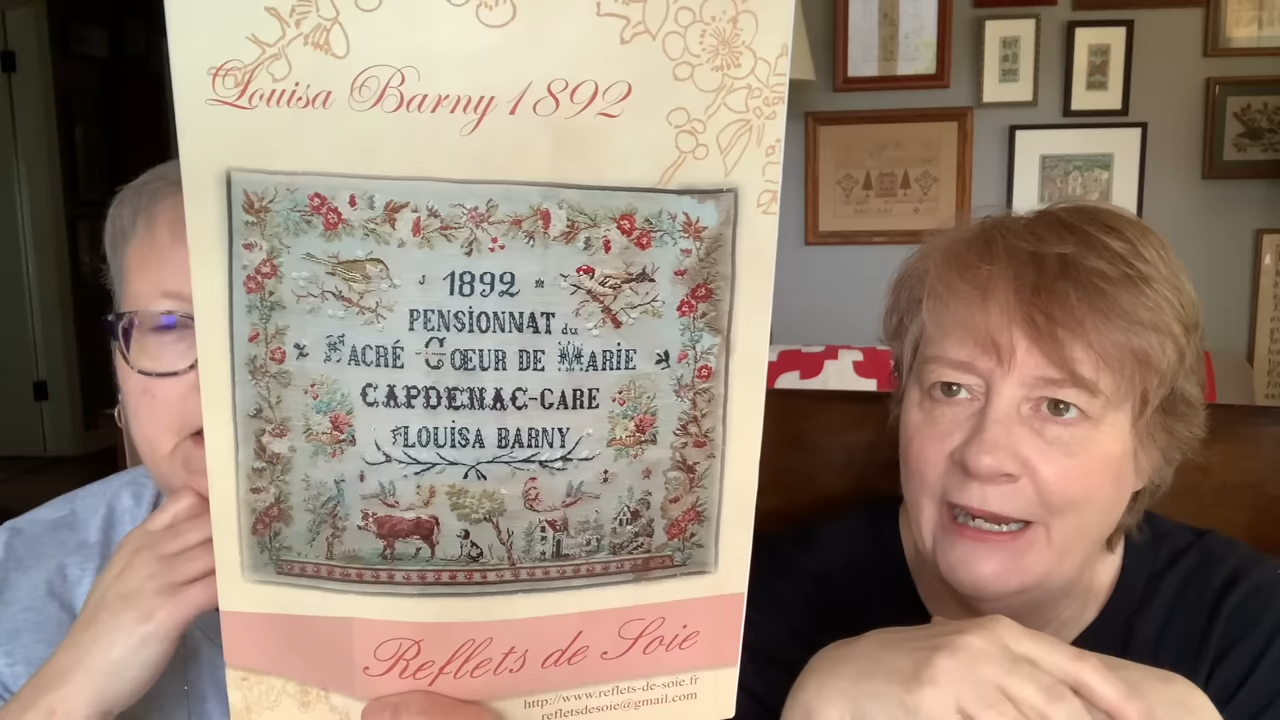 Louisa Barny 1892
J 1892
PENSIONNAT du
SACRÉ CŒUR DE MARIE
CAPDENAC-GARE
LOUISA BARNY
Reflets de Soie
http://www.reflets-de-soie.fr
refletsdesoie@gmail.com